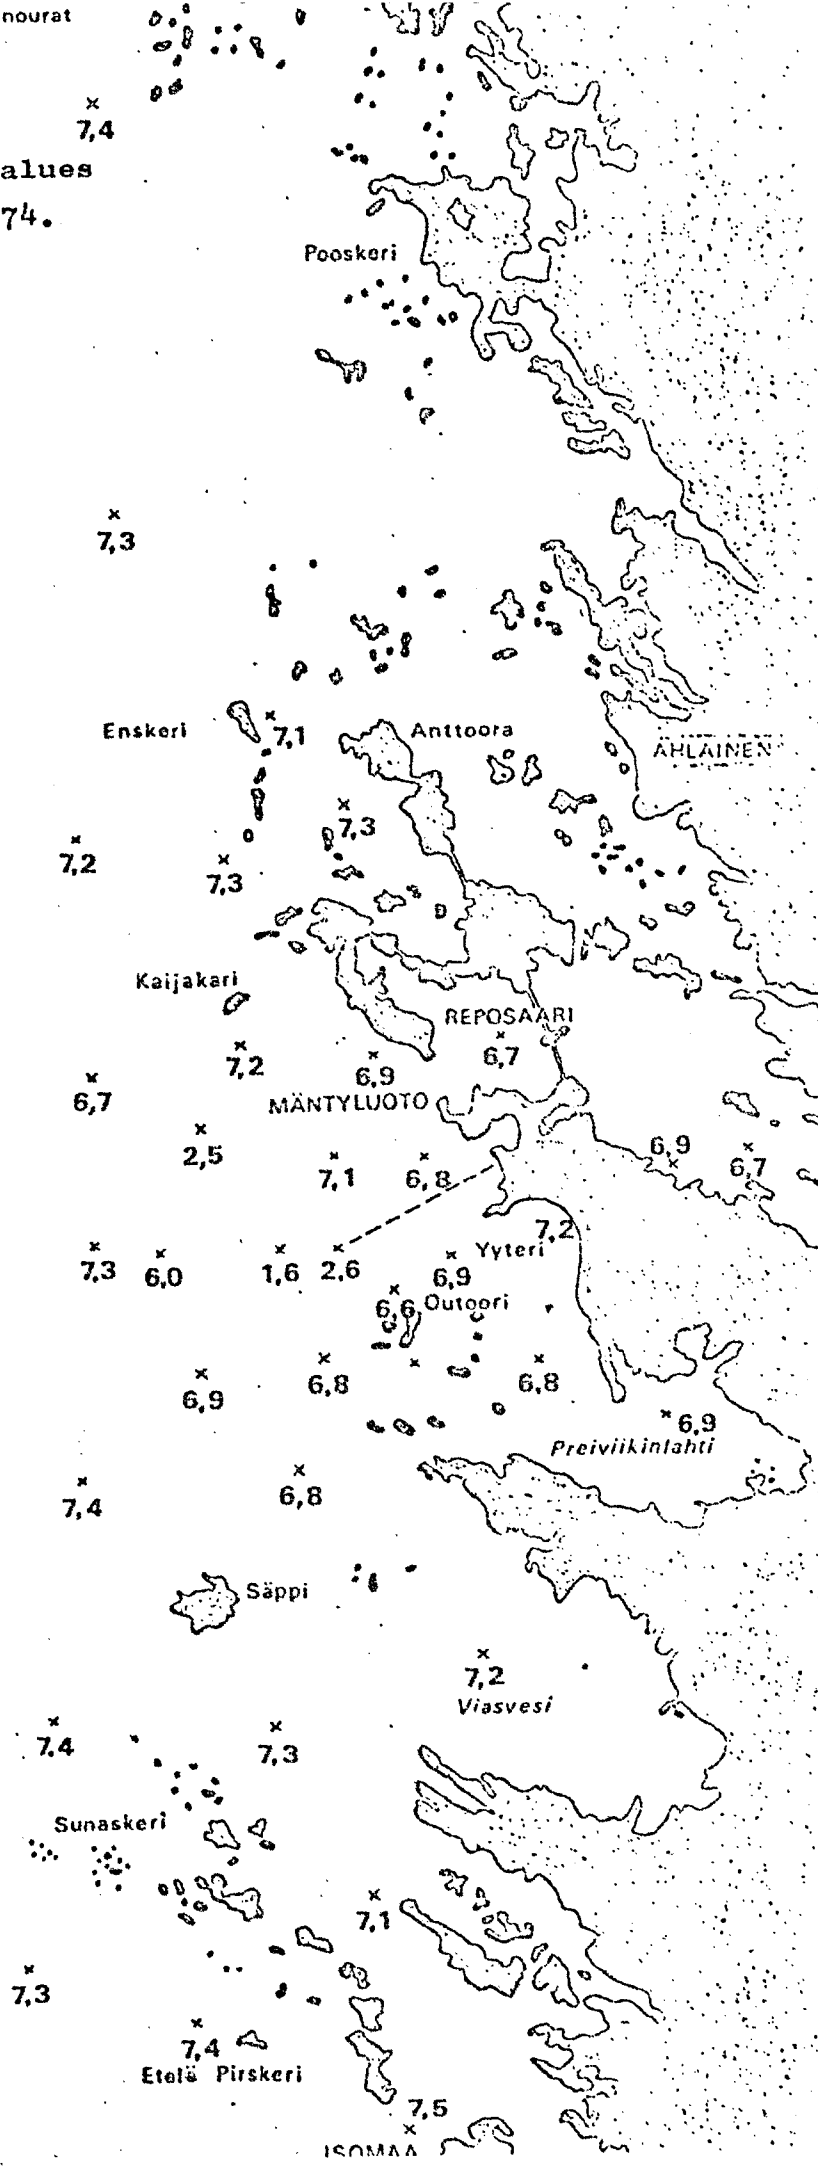 nourat
7,4
alues
74.
Pooskeri
7,3
Enskeri
7,1
Anttoora
ÄHLÄINEN
7,3
7,2
7,3
Kaijakari
REPOSAARI
6,7
7,2
6,9
6,7
MÄNTYLUOTO
2,5
7,1
6,8
6,9
6,7
7,2
Yyteri
7,3
6,0
1,6
2,6
6,9
6,6
Outoori
6,9
6,8
6,8
6,9
Preiviikinlahti
7,4
6,8
Säppi
7,2
Viasvesi
7,4
7,3
Sunaskeri
7,1
7,3
7,4
Etelä Pirskeri
7,5
ISOMAA